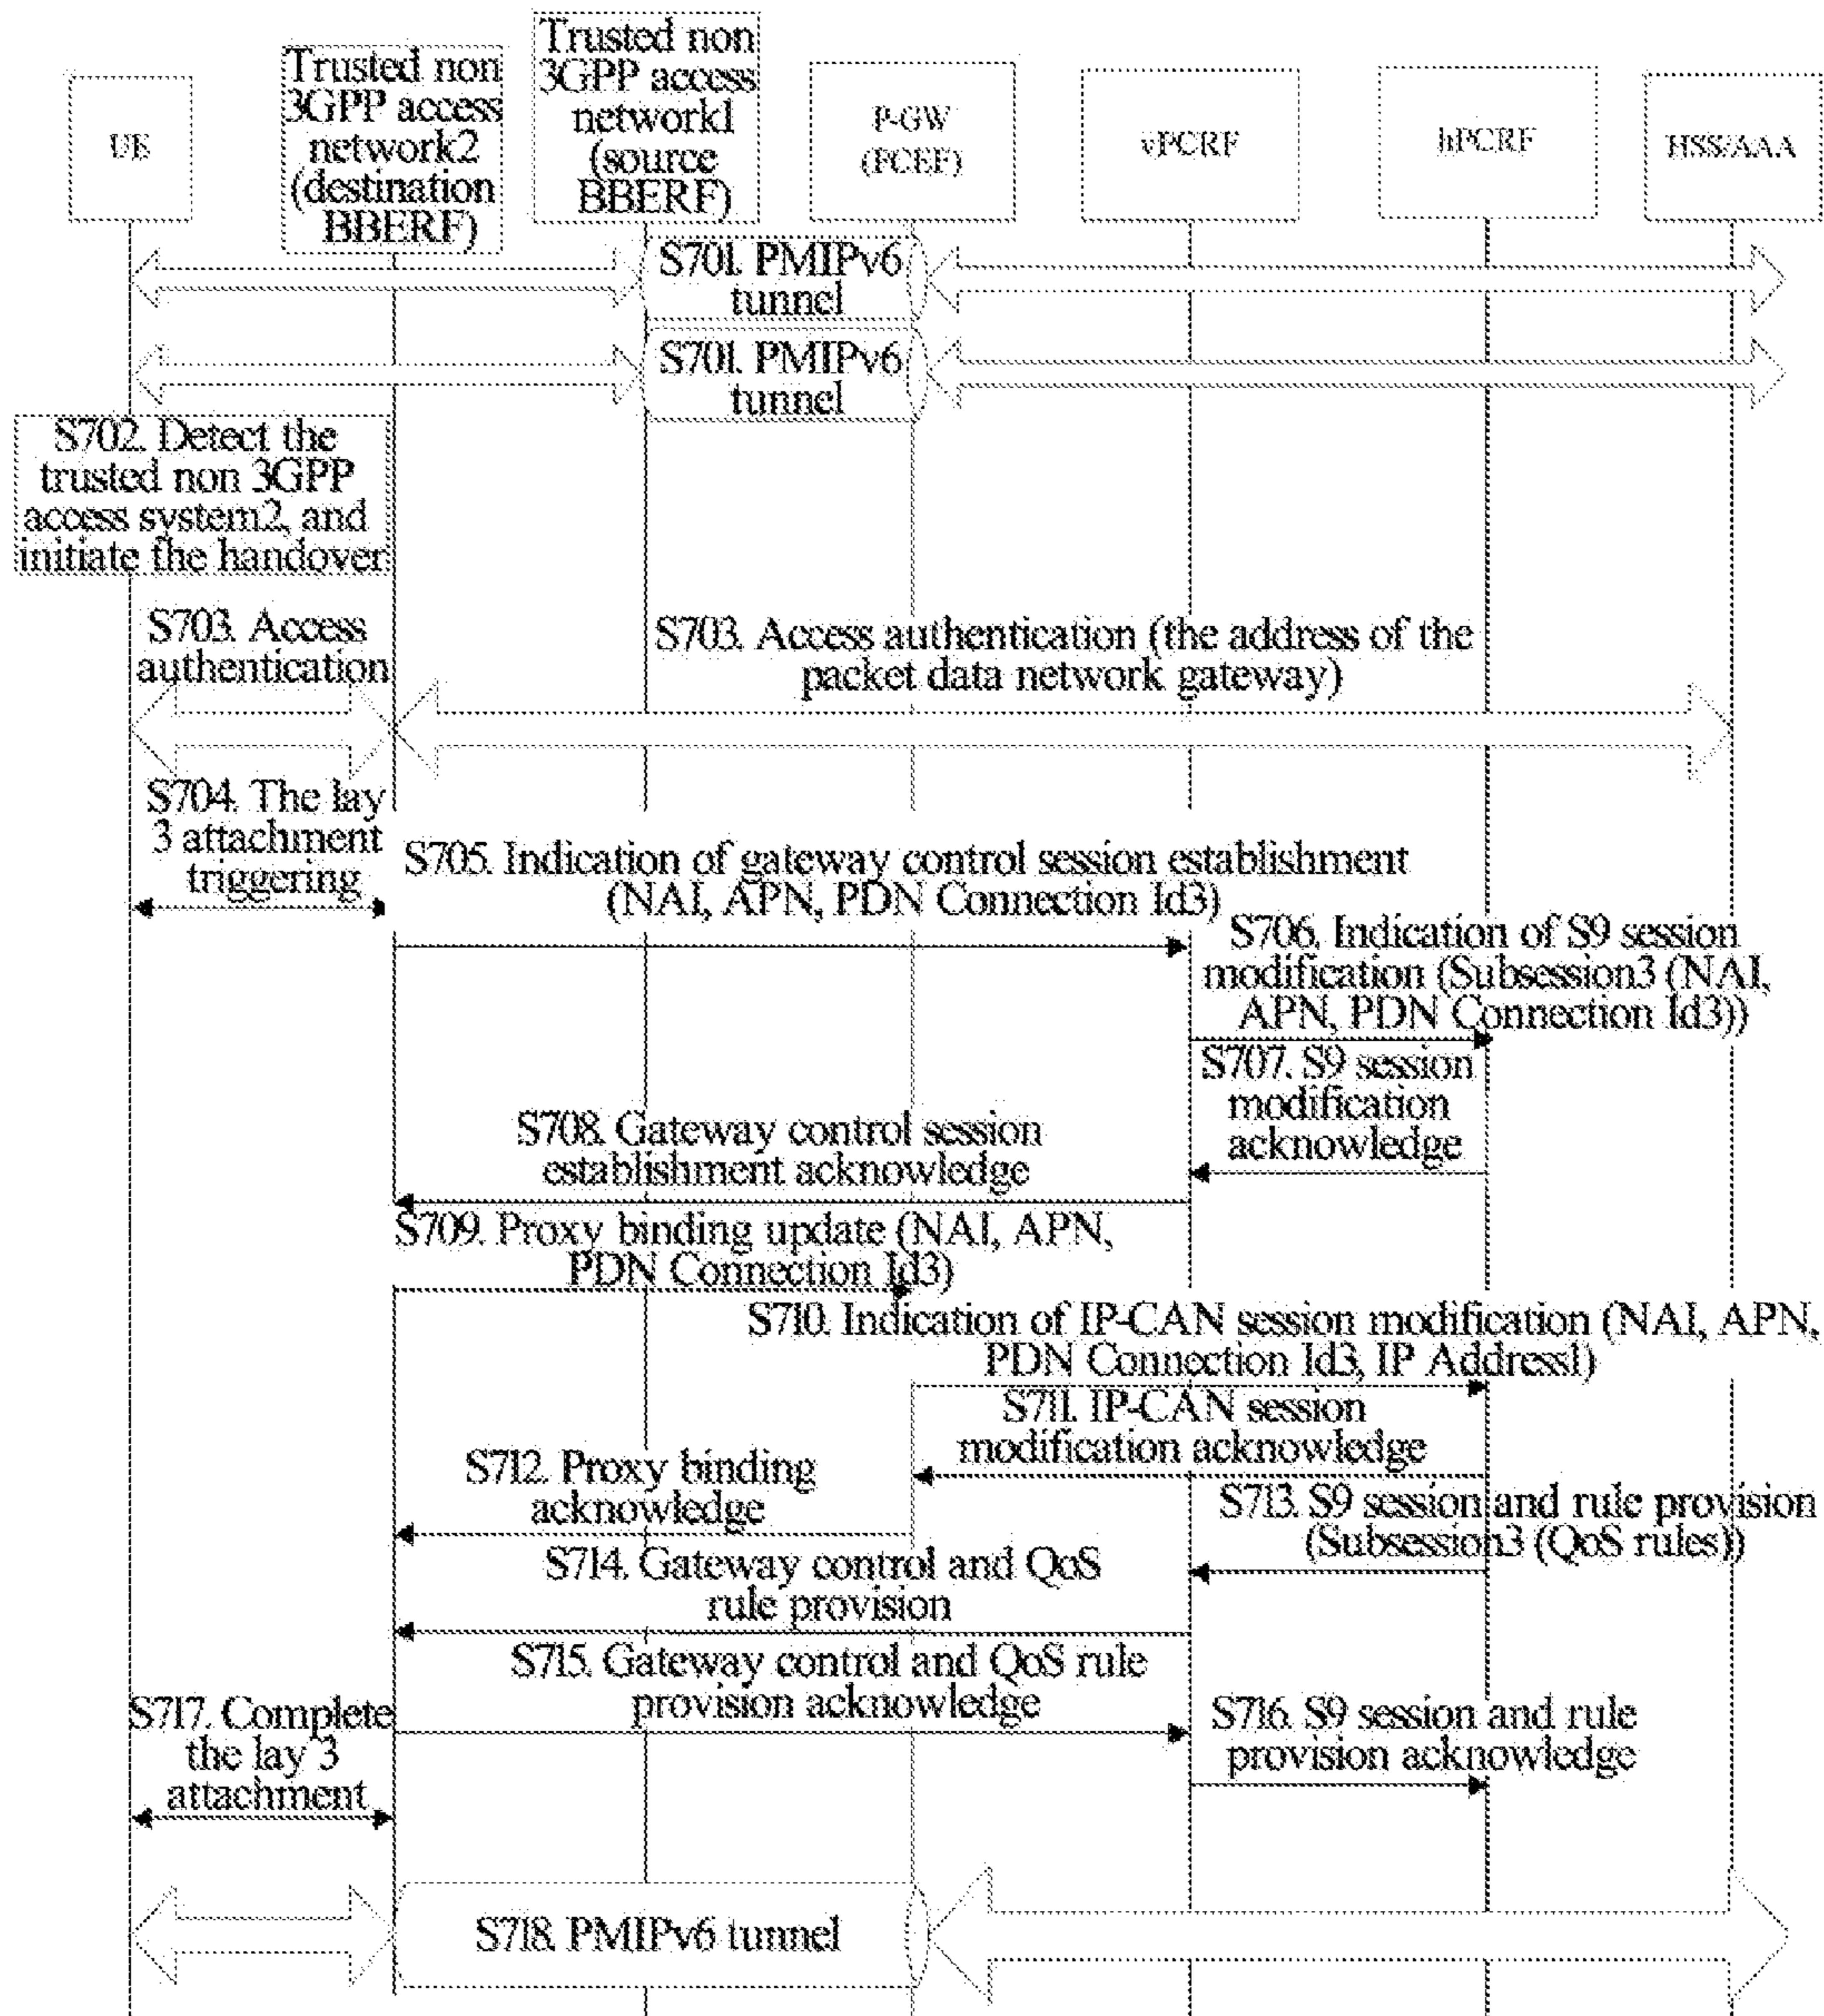 UE
Trusted non
3GPP access
network2
(destination
BBERF)
Trusted non
3GPP access
network1
(source
BBERF)
P-GW
(PCEF)
vPCRF
hPCRF
HSS/AAA
S701. PMIPv6
tunnel
S701. PMIPv6
tunnel
S702. Detect the
trusted non 3GPP
access system2, and
initiate the handover
S703. Access
authentication
S703. Access authentication (the address of the
packet data network gateway)
S704. The lay
3 attachment
triggering
S705. Indication of gateway control session establishment
(NAI, APN, PDN Connection Id3)
S706. Indication of S9 session
modification (Subsession3 (NAI,
APN, PDN Connection Id3))
S707. S9 session
modification
acknowledge
S708. Gateway control session
establishment acknowledge
S709. Proxy binding update (NAI, APN,
PDN Connection Id3)
S710. Indication of IP-CAN session modification (NAI, APN,
PDN Connection Id3, IP Address1)
S711. IP-CAN session
modification acknowledge
S712. Proxy binding
acknowledge
S713. S9 session and rule provision
(Subsession3 (QoS rules))
S714. Gateway control and QoS
rule provision
S715. Gateway control and QoS rule
provision acknowledge
S716. S9 session and rule
provision acknowledge
S717. Complete
the lay 3
attachment
S718. PMIPv6 tunnel